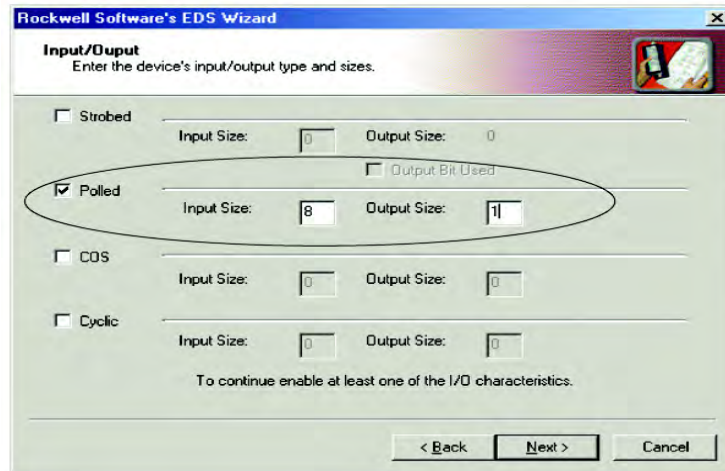 Rockwell Software's EDS Wizard
Input/Ouput
Enter the device's input/output type and sizes.
Strobed
Input Size: 0 Output Size: 0
Output Bit Used
Polled
Input Size: 8 Output Size: 1
COS
Input Size: 0 Output Size: 0
Cyclic
Input Size: 0 Output Size: 0
To continue enable at least one of the I/O characteristics.
< Back Next > Cancel